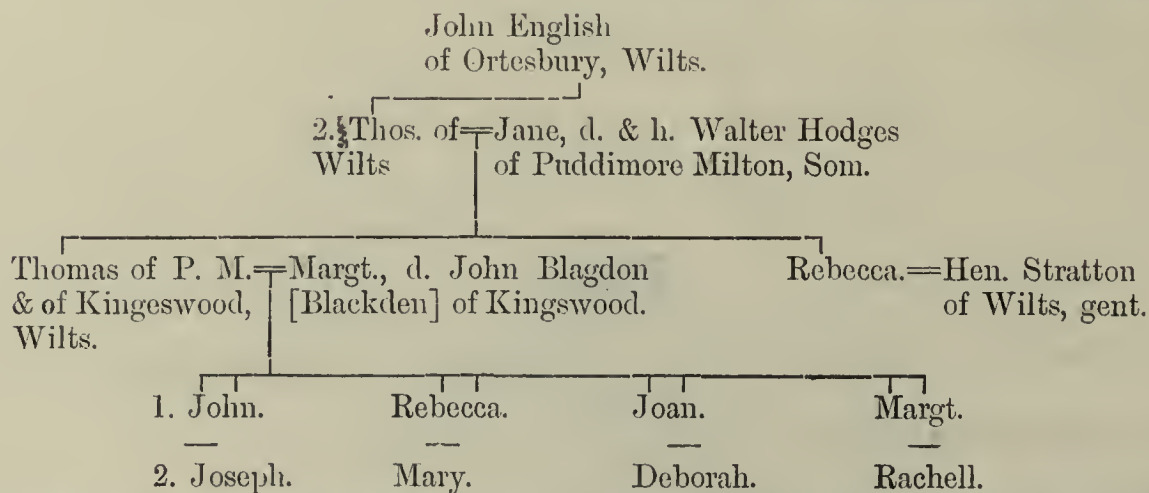 John English
of Ortesbury, Wilts.
2. Thos. of=Jane, d. & h. Walter Hodges
Wilts of Puddimore Milton, Som.
Thomas of P. M.=Margt., d. John Blagdon Rebecca.=Hen. Stratton
& of Kingeswood, [Blackden] of Kingswood. of Wilts, gent.
Wilts.
1. John. Rebecca. Joan. Margt.
2. Joseph. Mary. Deborah. Rachell.